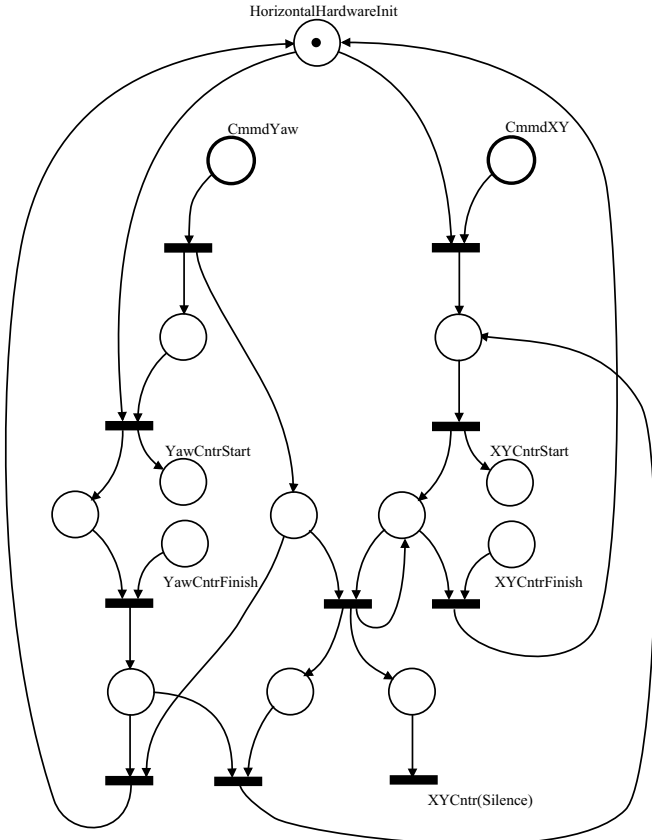 HorizontalHardwareInit
CmmdYaw
CmmdXY
YawCntrStart
XYCntrStart
YawCntrFinish
XYCntrFinish
XYCntr(Silence)